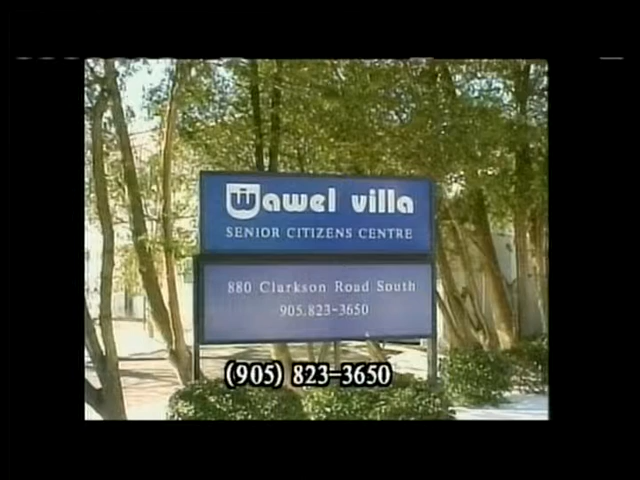 Wawel villa
SENIOR CITIZENS CENTRE
880 Clarkson Road South
905.823-3650
(905) 823-3650